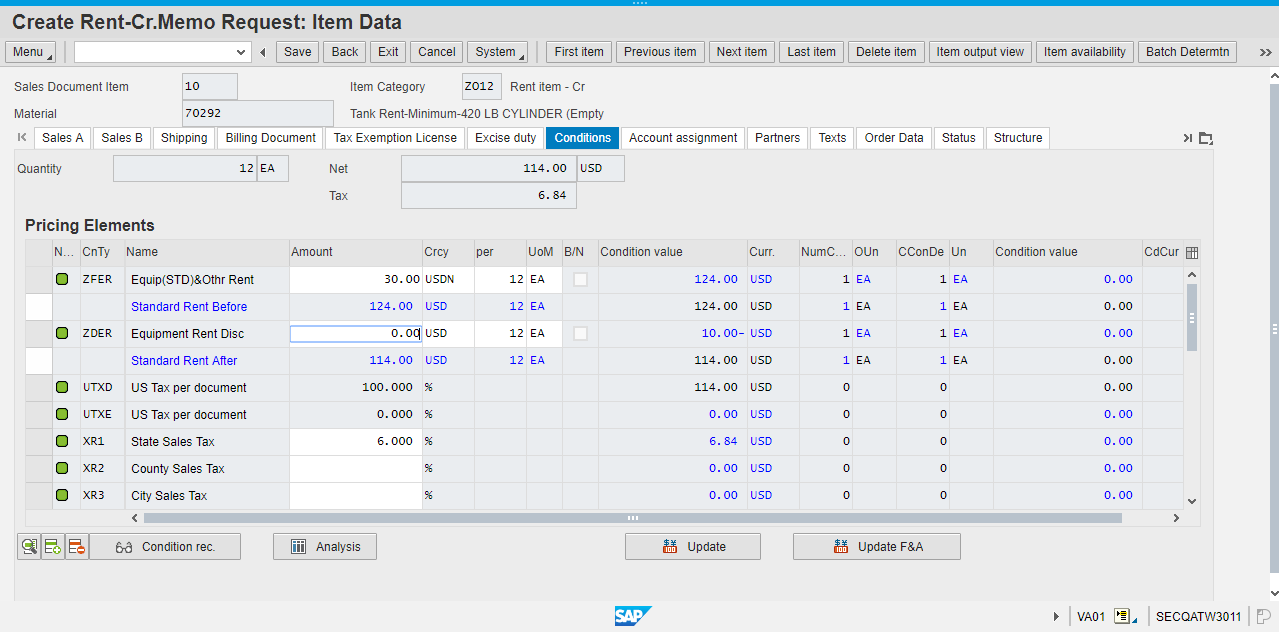 Create Rent-Cr.Memo Request: Item Data
Menu Save Back Exit Cancel System First item Previous item Next item Last item Delete item Item output view Item availability Batch Determtn
Sales Document Item 10 Item Category ZO12 Rent item - Cr
Material 70292 Tank Rent-Minimum-420 LB CYLINDER (Empty
Sales A Sales B Shipping Billing Document Tax Exemption License Excise duty Conditions Account assignment Partners Texts Order Data Status Structure
Quantity 12 EA Net 114.00 USD
Tax 6.84
Pricing Elements
N... CnTy Name Amount Crcy per UoM B/N Condition value Curr. NumC... OUn CConDe Un Condition value CdCur
ZFER Equip(STD)&Othr Rent 30.00 USDN 12 EA 124.00 USD 1 EA 1 EA 0.00
Standard Rent Before 124.00 USD 12 EA 124.00 USD 1 EA 1 EA 0.00
ZDER Equipment Rent Disc 0.00 USD 12 EA 10.00- USD 1 EA 1 EA 0.00
Standard Rent After 114.00 USD 12 EA 114.00 USD 1 EA 1 EA 0.00
UTXD US Tax per document 100.000 % 114.00 USD 0 0 0.00
UTXE US Tax per document 0.000 % 0.00 USD 0 0 0.00
XR1 State Sales Tax 6.000 % 6.84 USD 0 0 0.00
XR2 County Sales Tax % 0.00 USD 0 0 0.00
XR3 City Sales Tax % 0.00 USD 0 0 0.00
Condition rec. Analysis Update Update F&A
SAP VA01 SECQATW3011